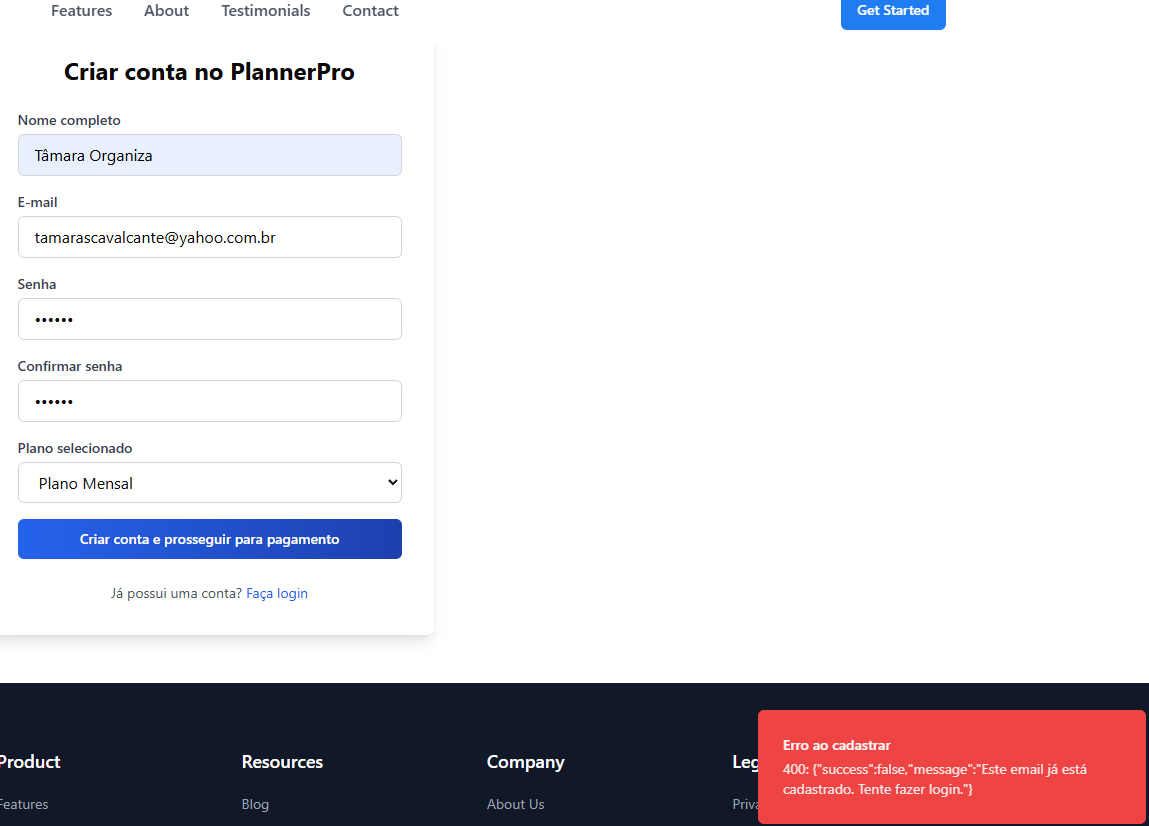 Features About Testimonials Contact Get Started
Criar conta no PlannerPro
Nome completo
Tâmara Organiza
E-mail
tamarascavalcante@yahoo.com.br
Senha
••••••
Confirmar senha
••••••
Plano selecionado
Plano Mensal
Criar conta e prosseguir para pagamento
Já possui uma conta? Faça login
Product Resources Company Leg
Features Blog About Us Priva
Erro ao cadastrar
400: {"success":false,"message":"Este email já está
cadastrado. Tente fazer login."}